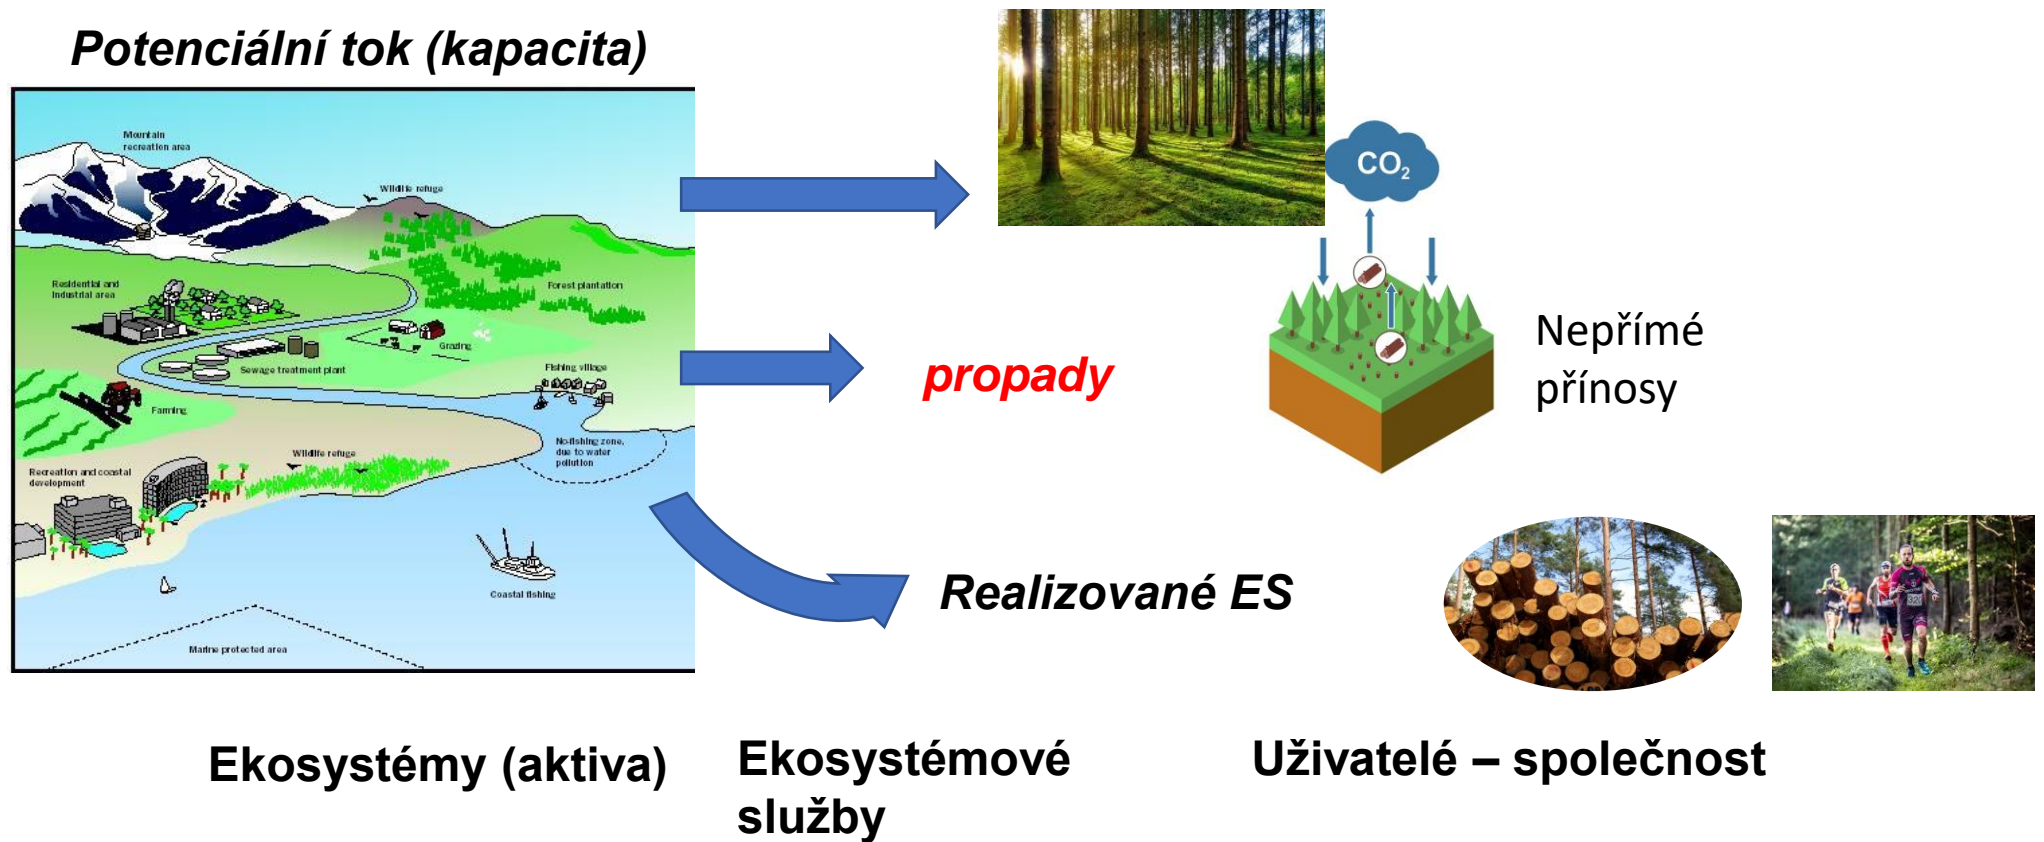 Potenciální tok (kapacita)
Mountain
recreation area
Wildlife refuge
Residential and
industrial area
Forest plantation
Grazing
Sewage treatment plant
Fishing village
Farming
No-fishing zone,
due to water
pollution
Wildlife refuge
Recreation and coastal
development
Coastal fishing
Marine protected area
CO₂
propady
Nepřímé
přínosy
Realizované ES
Ekosystémy (aktiva)
Ekosystémové
služby
Uživatelé – společnost